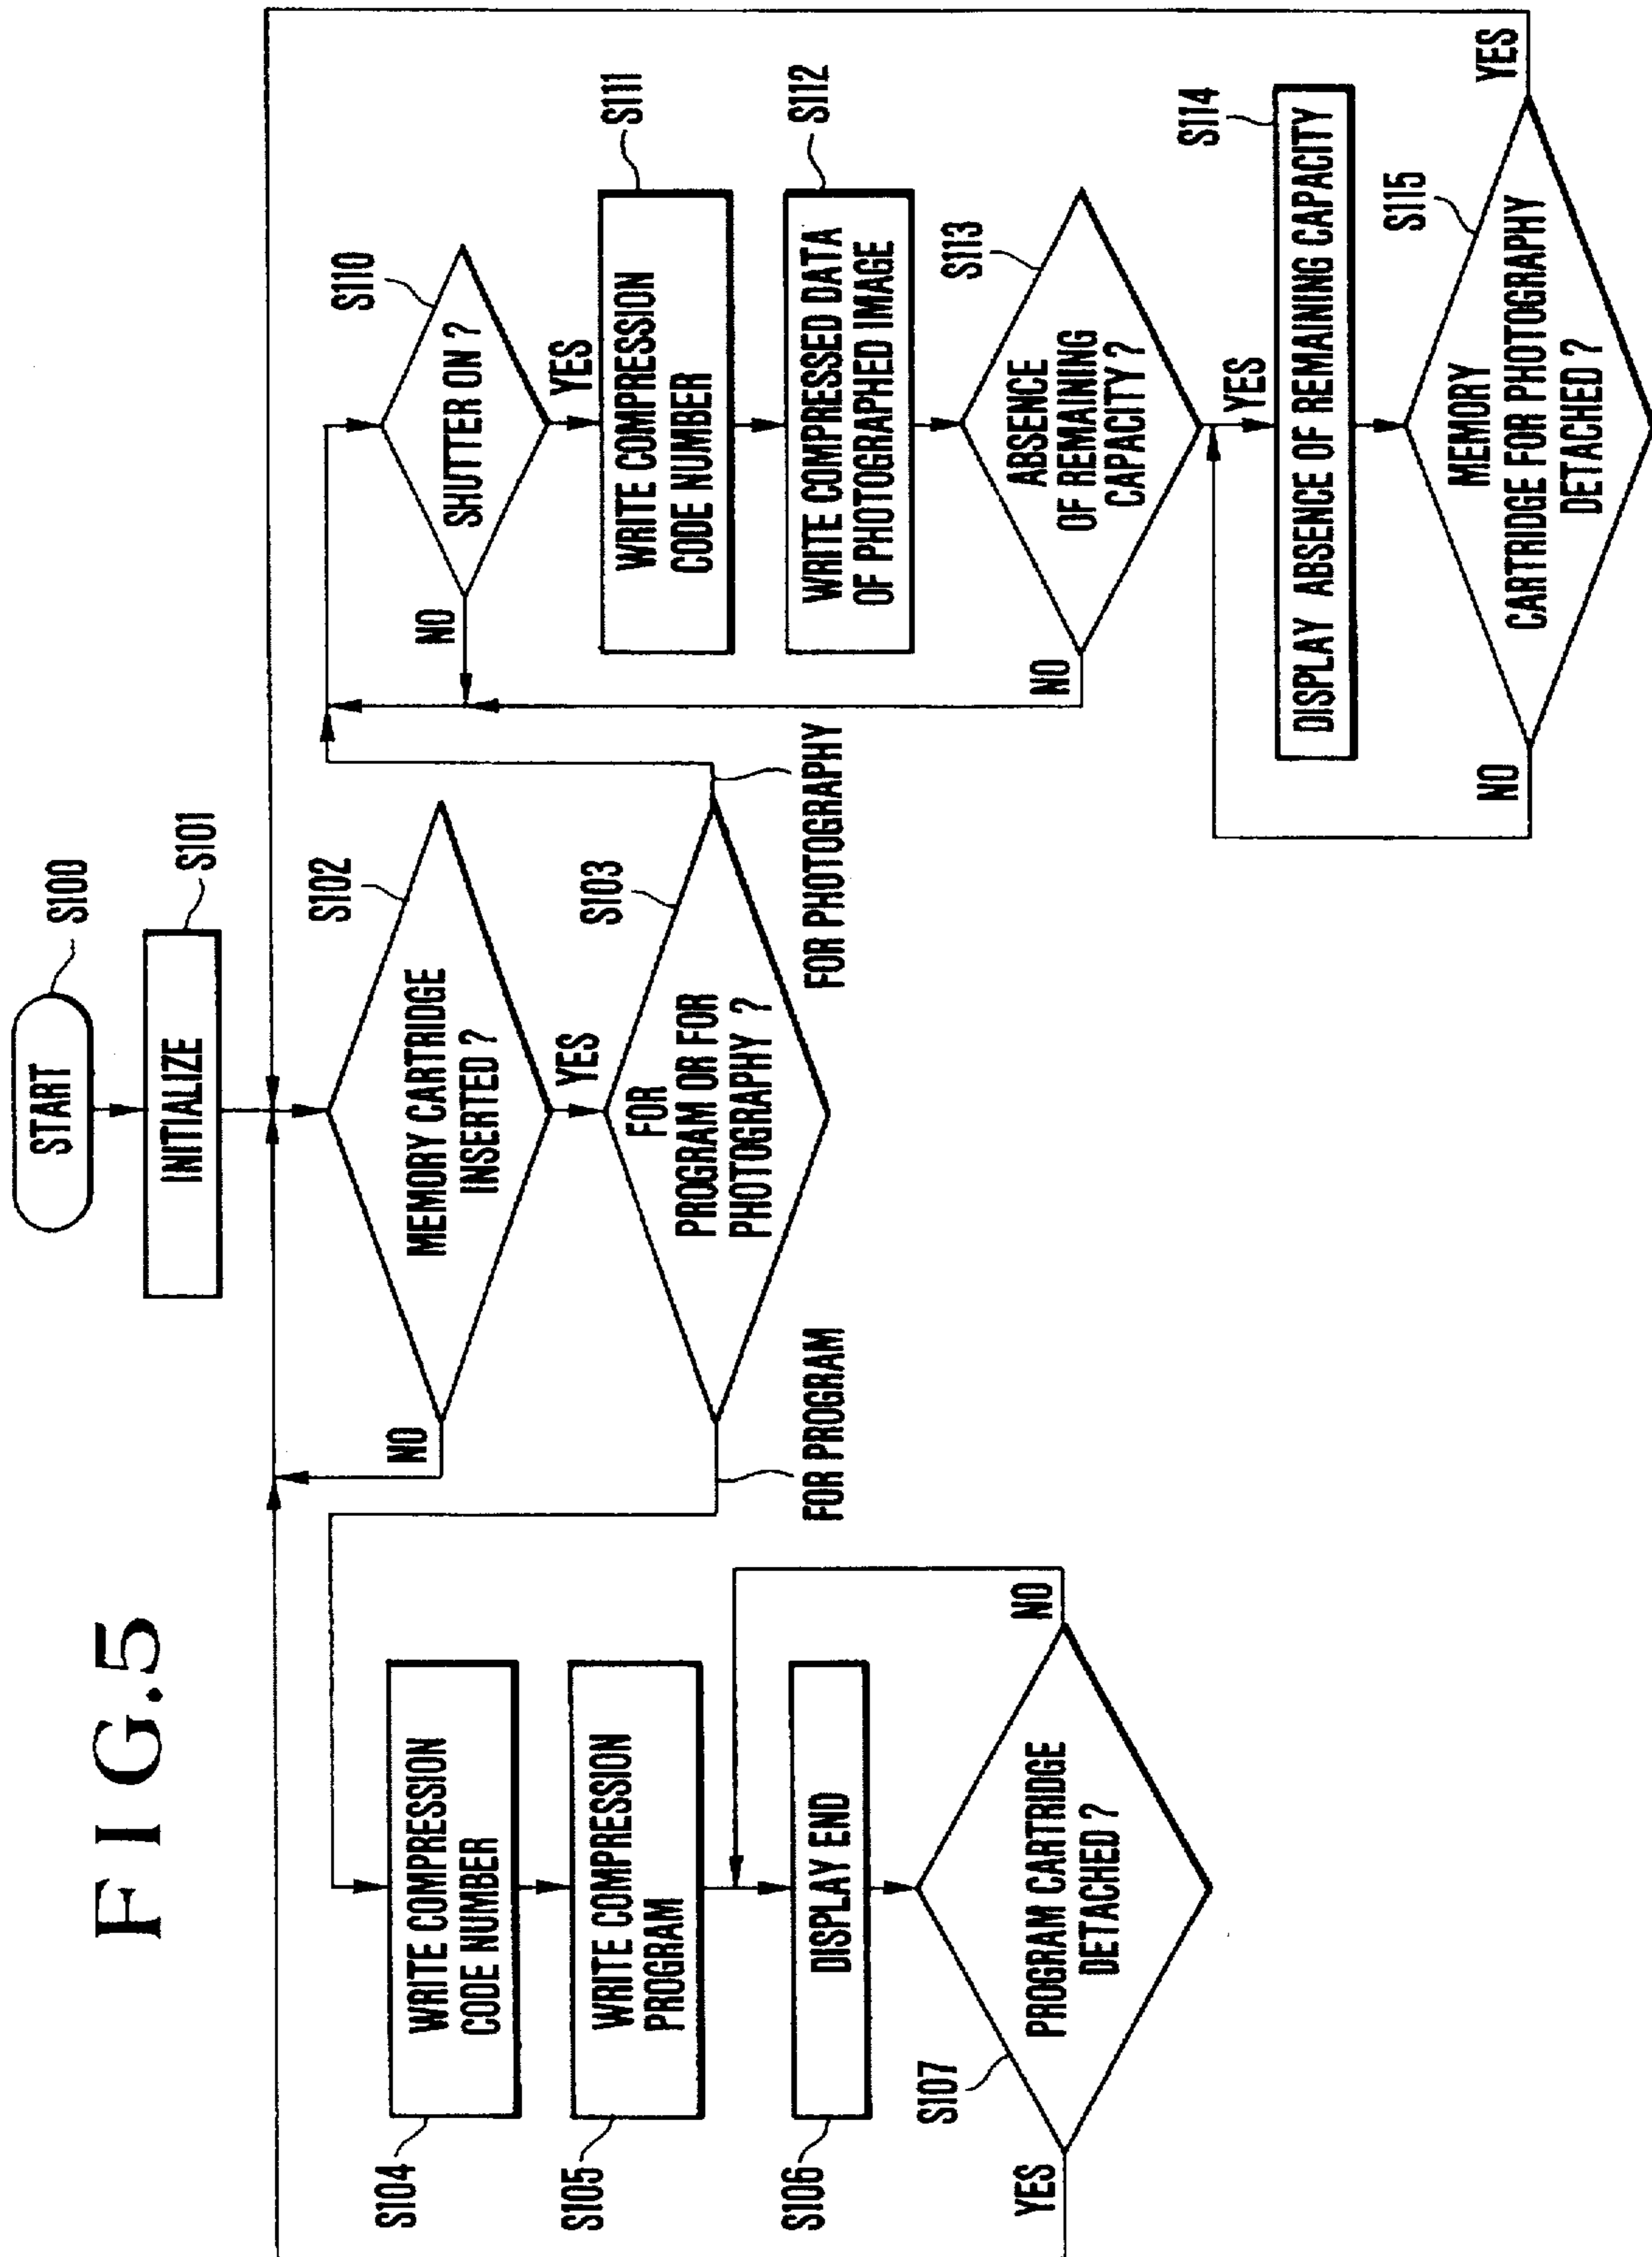 FIG.5
START
S100
INITIALIZE
S101
MEMORY CARTRIDGE
INSERTED ?
S102
NO
YES
FOR
PROGRAM OR FOR
PHOTOGRAPHY ?
S103
FOR PROGRAM
FOR PHOTOGRAPHY
WRITE COMPRESSION
CODE NUMBER
S104
WRITE COMPRESSION
PROGRAM
S105
DISPLAY END
S106
PROGRAM CARTRIDGE
DETACHED ?
S107
NO
YES
SHUTTER ON ?
S110
NO
YES
WRITE COMPRESSION
CODE NUMBER
S111
WRITE COMPRESSED DATA
OF PHOTOGRAPHED IMAGE
S112
ABSENCE
OF REMAINING
CAPACITY ?
S113
NO
YES
DISPLAY ABSENCE OF REMAINING CAPACITY
S114
MEMORY
CARTRIDGE FOR PHOTOGRAPHY
DETACHED ?
S115
NO
YES